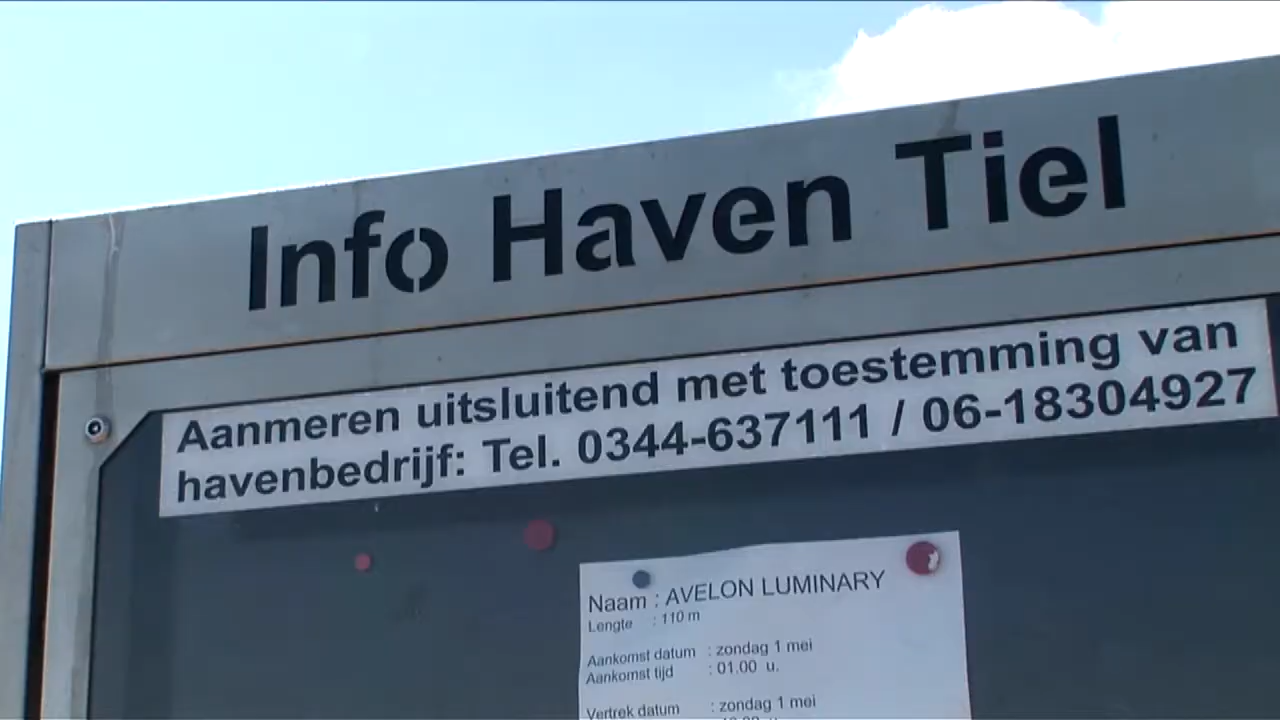 Info Haven Tiel
Aanmeren uitsluitend met toestemming van
havenbedrijf: Tel. 0344-637111 / 06-18304927
Naam : AVELON LUMINARY
Lengte : 110 m
Aankomst datum : zondag 1 mei
Aankomst tijd : 01.00 u.
Vertrek datum : zondag 1 mei